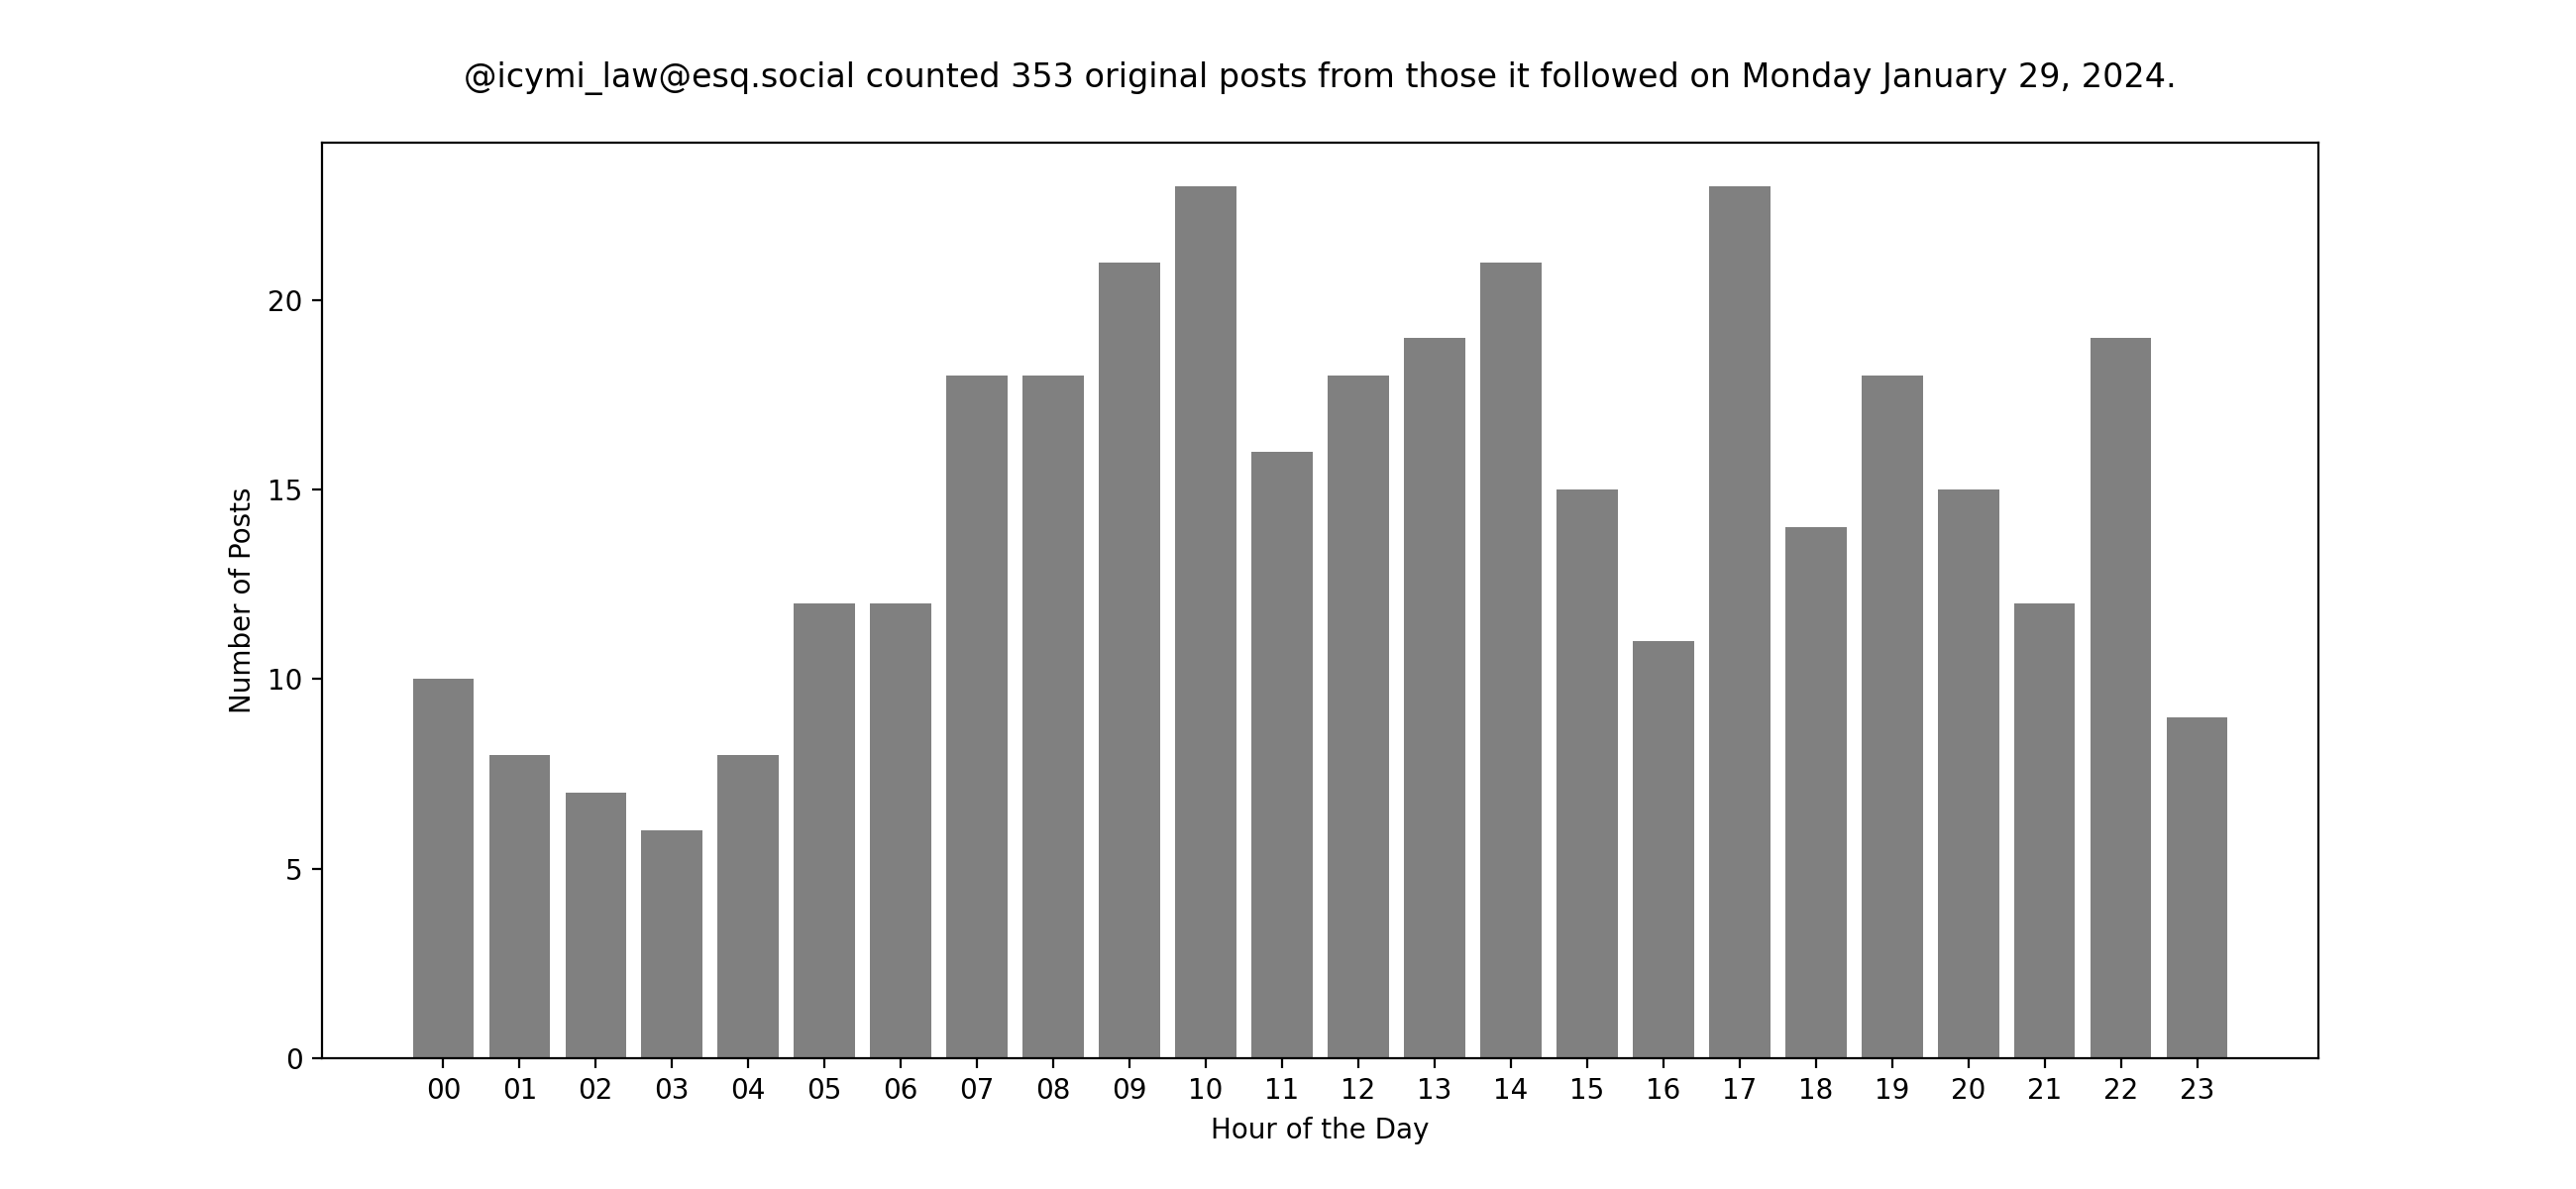 @icymi_law@esq.social counted 353 original posts from those it followed on Monday January 29, 2024.
Number of Posts
20
15
10
5
0
00 01 02 03 04 05 06 07 08 09 10 11 12 13 14 15 16 17 18 19 20 21 22 23
Hour of the Day